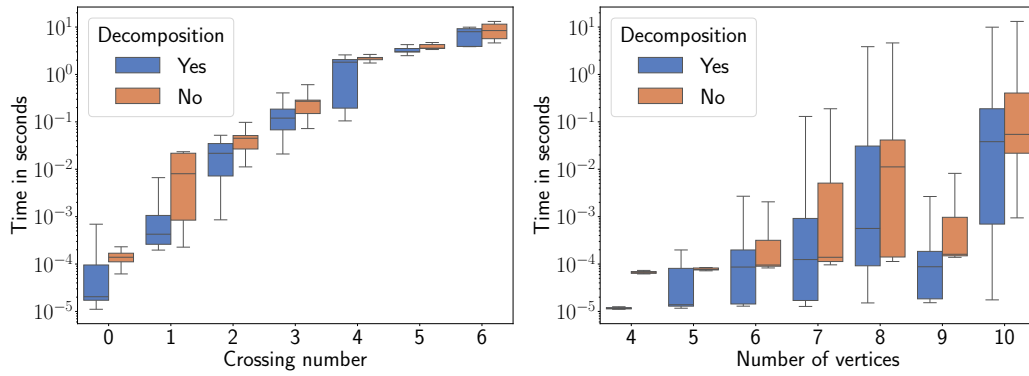 Decomposition
Yes
No
10^1
10^0
10^{-1}
10^{-2}
10^{-3}
10^{-4}
10^{-5}
Time in seconds
0 1 2 3 4 5 6
Crossing number
Decomposition
Yes
No
10^1
10^0
10^{-1}
10^{-2}
10^{-3}
10^{-4}
10^{-5}
Time in seconds
4 5 6 7 8 9 10
Number of vertices